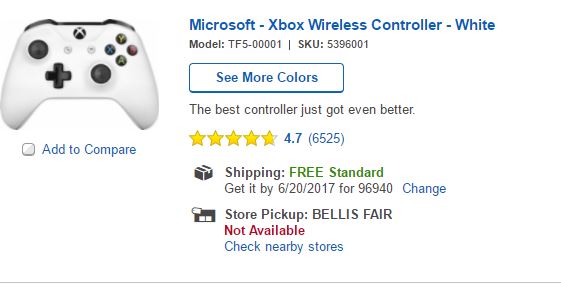 Microsoft - Xbox Wireless Controller - White
Model: TF5-00001 | SKU: 5396001
See More Colors
The best controller just got even better.
4.7 (6525)
Add to Compare
Shipping: FREE Standard
Get it by 6/20/2017 for 96940 Change
Store Pickup: BELLIS FAIR
Not Available
Check nearby stores